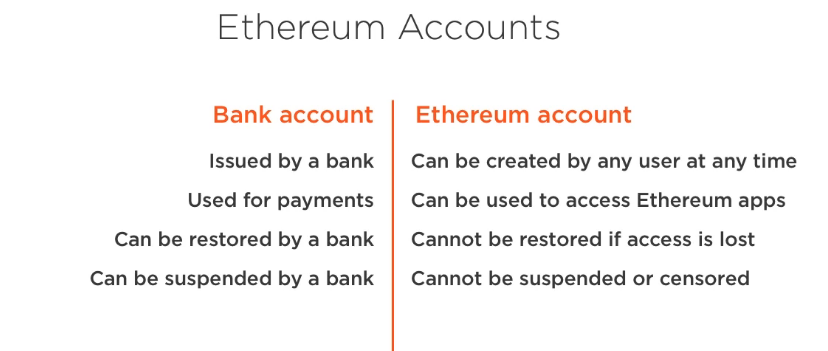 Ethereum Accounts
Bank account
Ethereum account
Issued by a bank
Can be created by any user at any time
Used for payments
Can be used to access Ethereum apps
Can be restored by a bank
Cannot be restored if access is lost
Can be suspended by a bank
Cannot be suspended or censored